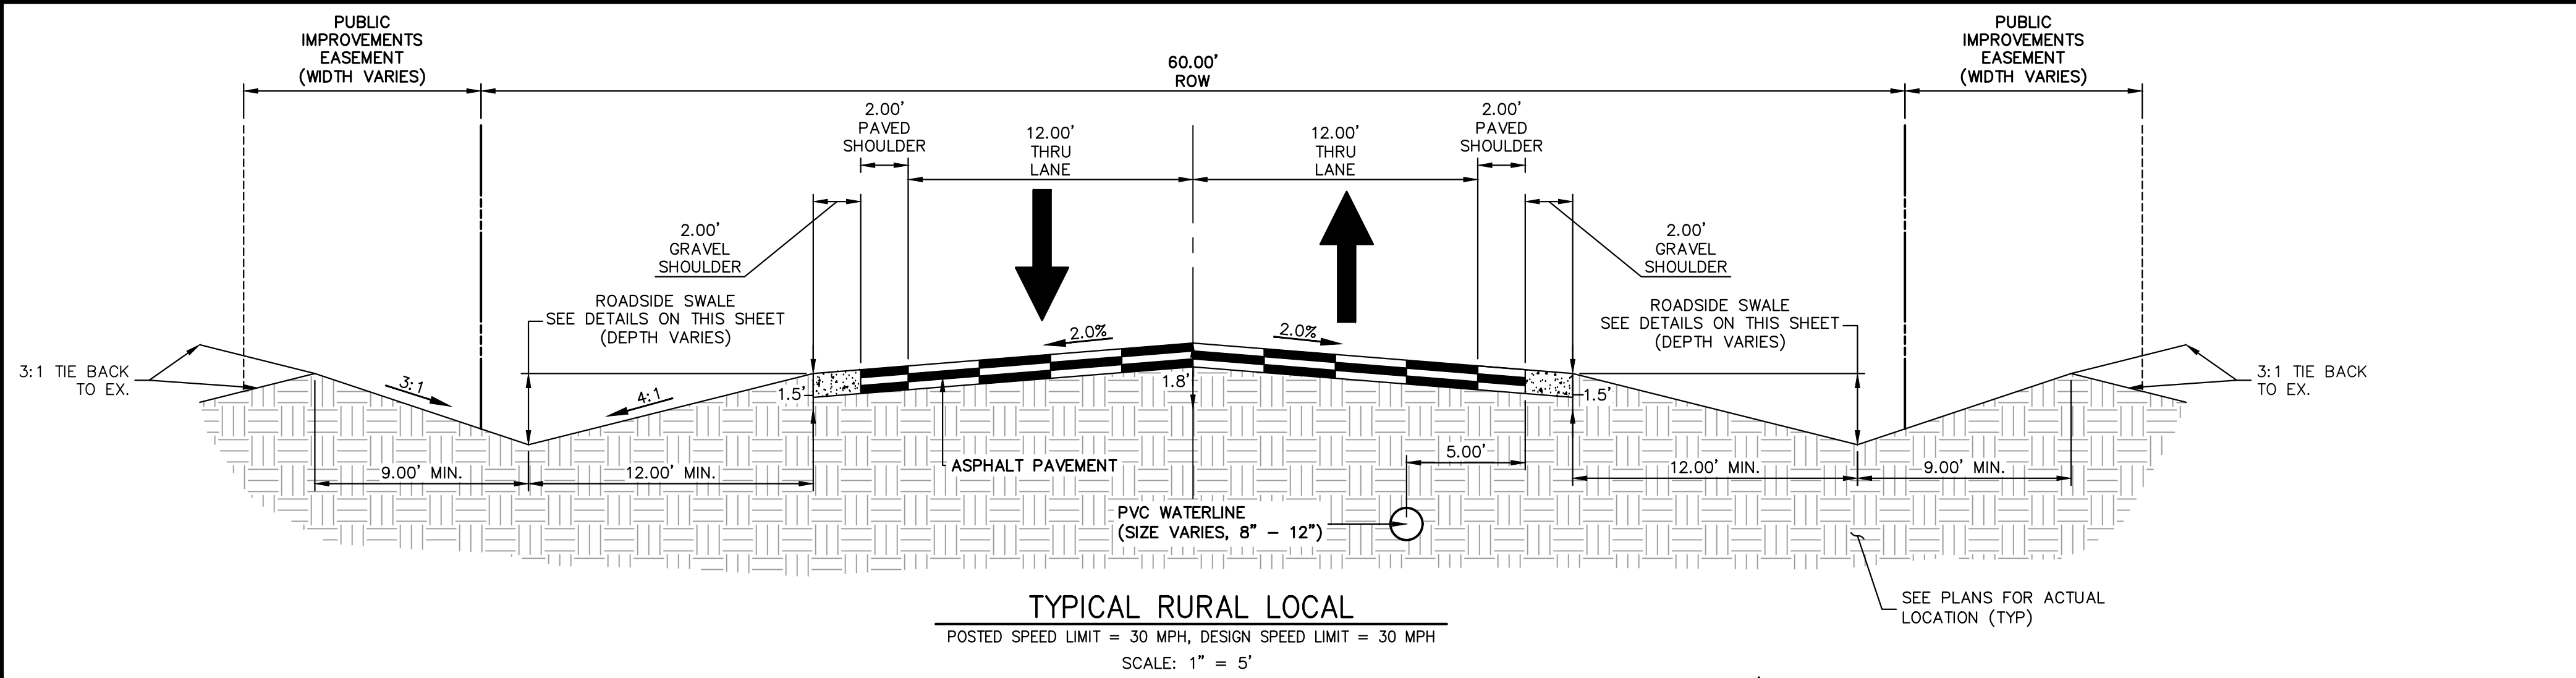 PUBLIC
IMPROVEMENTS
EASEMENT
(WIDTH VARIES)
60.00'
ROW
PUBLIC
IMPROVEMENTS
EASEMENT
(WIDTH VARIES)
2.00'
PAVED
SHOULDER
12.00'
THRU
LANE
12.00'
THRU
LANE
2.00'
PAVED
SHOULDER
2.00'
GRAVEL
SHOULDER
2.00'
GRAVEL
SHOULDER
ROADSIDE SWALE
SEE DETAILS ON THIS SHEET
(DEPTH VARIES)
2.0%
2.0%
ROADSIDE SWALE
SEE DETAILS ON THIS SHEET
(DEPTH VARIES)
3:1 TIE BACK
TO EX.
3:1
4:1
1.5'
1.8'
1.5'
3:1 TIE BACK
TO EX.
9.00' MIN.
12.00' MIN.
ASPHALT PAVEMENT
5.00'
12.00' MIN.
9.00' MIN.
PVC WATERLINE
(SIZE VARIES, 8" - 12")
SEE PLANS FOR ACTUAL
LOCATION (TYP)
TYPICAL RURAL LOCAL
POSTED SPEED LIMIT = 30 MPH, DESIGN SPEED LIMIT = 30 MPH
SCALE: 1" = 5'